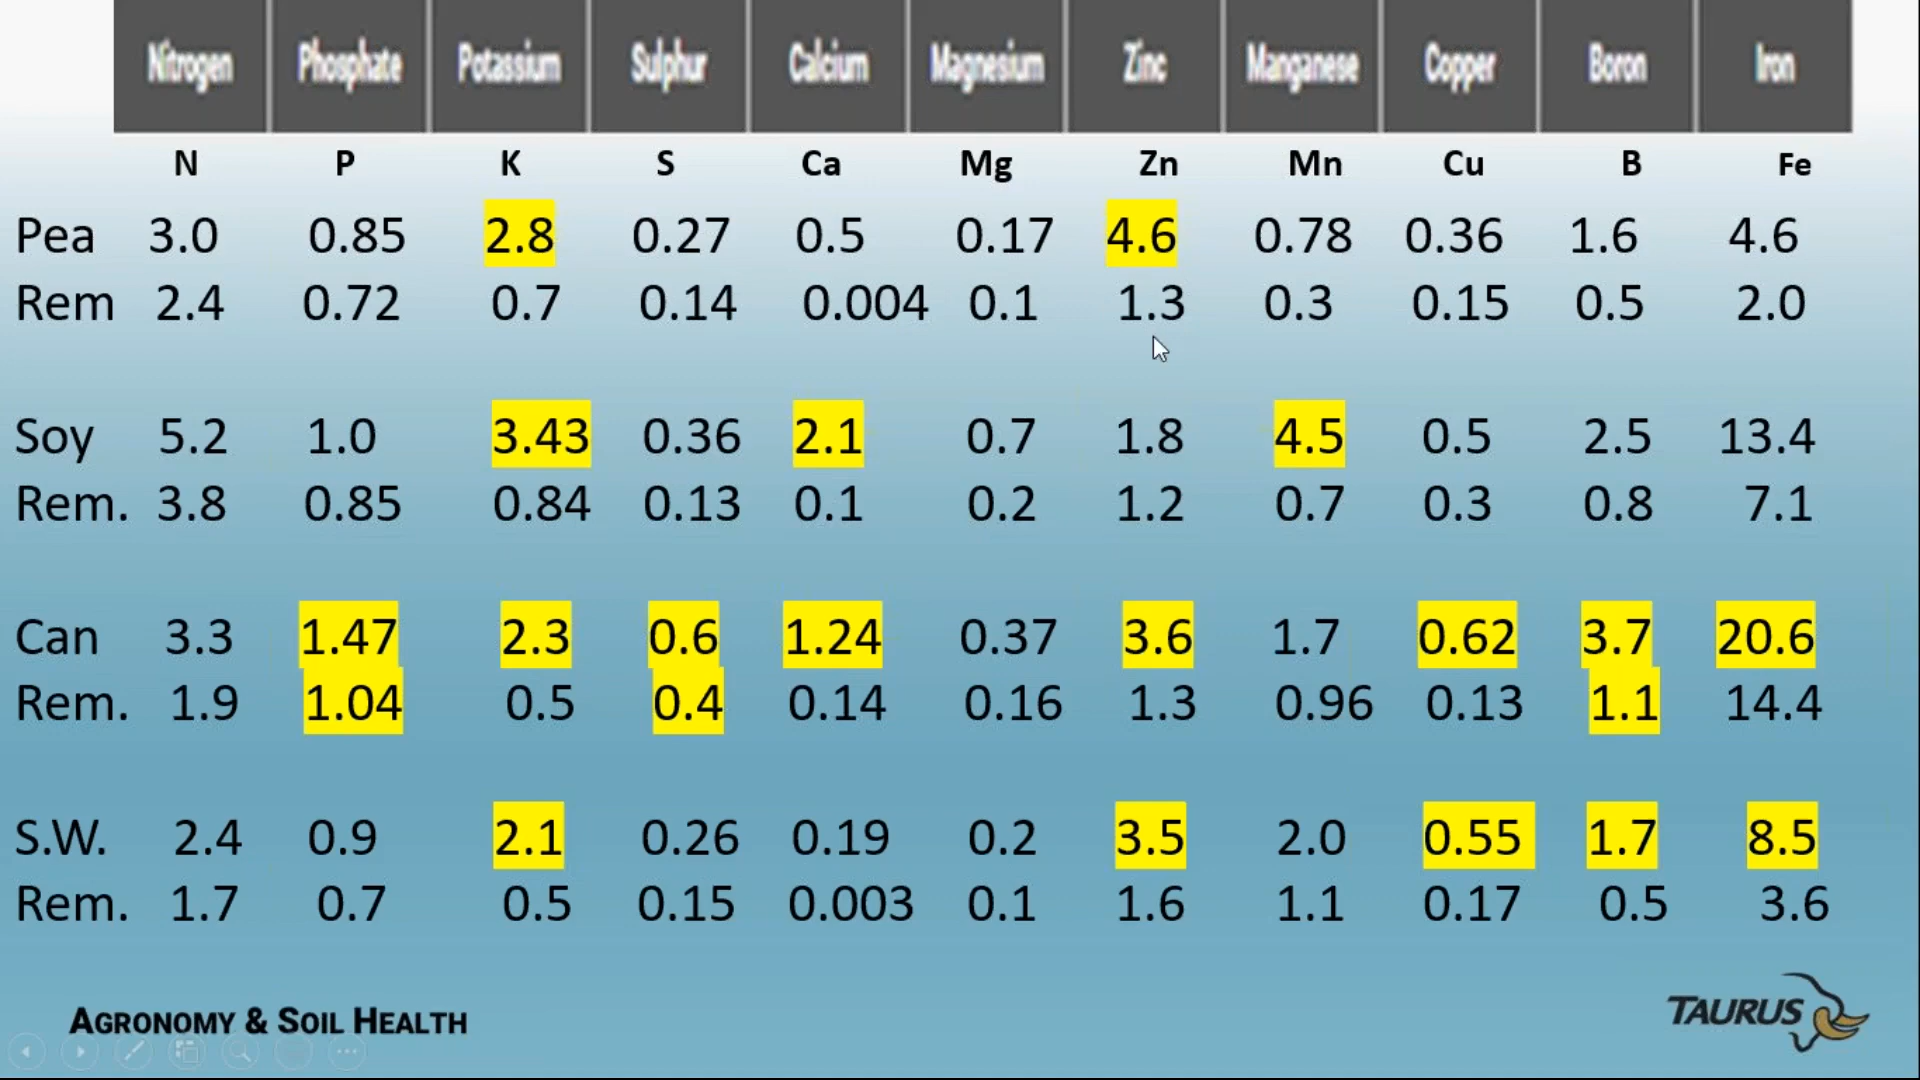 Nitrogen Phosphate Potassium Sulphur Calcium Magnesium Zinc Manganese Copper Boron Iron
N P K S Ca Mg Zn Mn Cu B Fe
Pea 3.0 0.85 2.8 0.27 0.5 0.17 4.6 0.78 0.36 1.6 4.6
Rem 2.4 0.72 0.7 0.14 0.004 0.1 1.3 0.3 0.15 0.5 2.0
Soy 5.2 1.0 3.43 0.36 2.1 0.7 1.8 4.5 0.5 2.5 13.4
Rem. 3.8 0.85 0.84 0.13 0.1 0.2 1.2 0.7 0.3 0.8 7.1
Can 3.3 1.47 2.3 0.6 1.24 0.37 3.6 1.7 0.62 3.7 20.6
Rem. 1.9 1.04 0.5 0.4 0.14 0.16 1.3 0.96 0.13 1.1 14.4
S.W. 2.4 0.9 2.1 0.26 0.19 0.2 3.5 2.0 0.55 1.7 8.5
Rem. 1.7 0.7 0.5 0.15 0.003 0.1 1.6 1.1 0.17 0.5 3.6
AGRONOMY & SOIL HEALTH
TAURUS